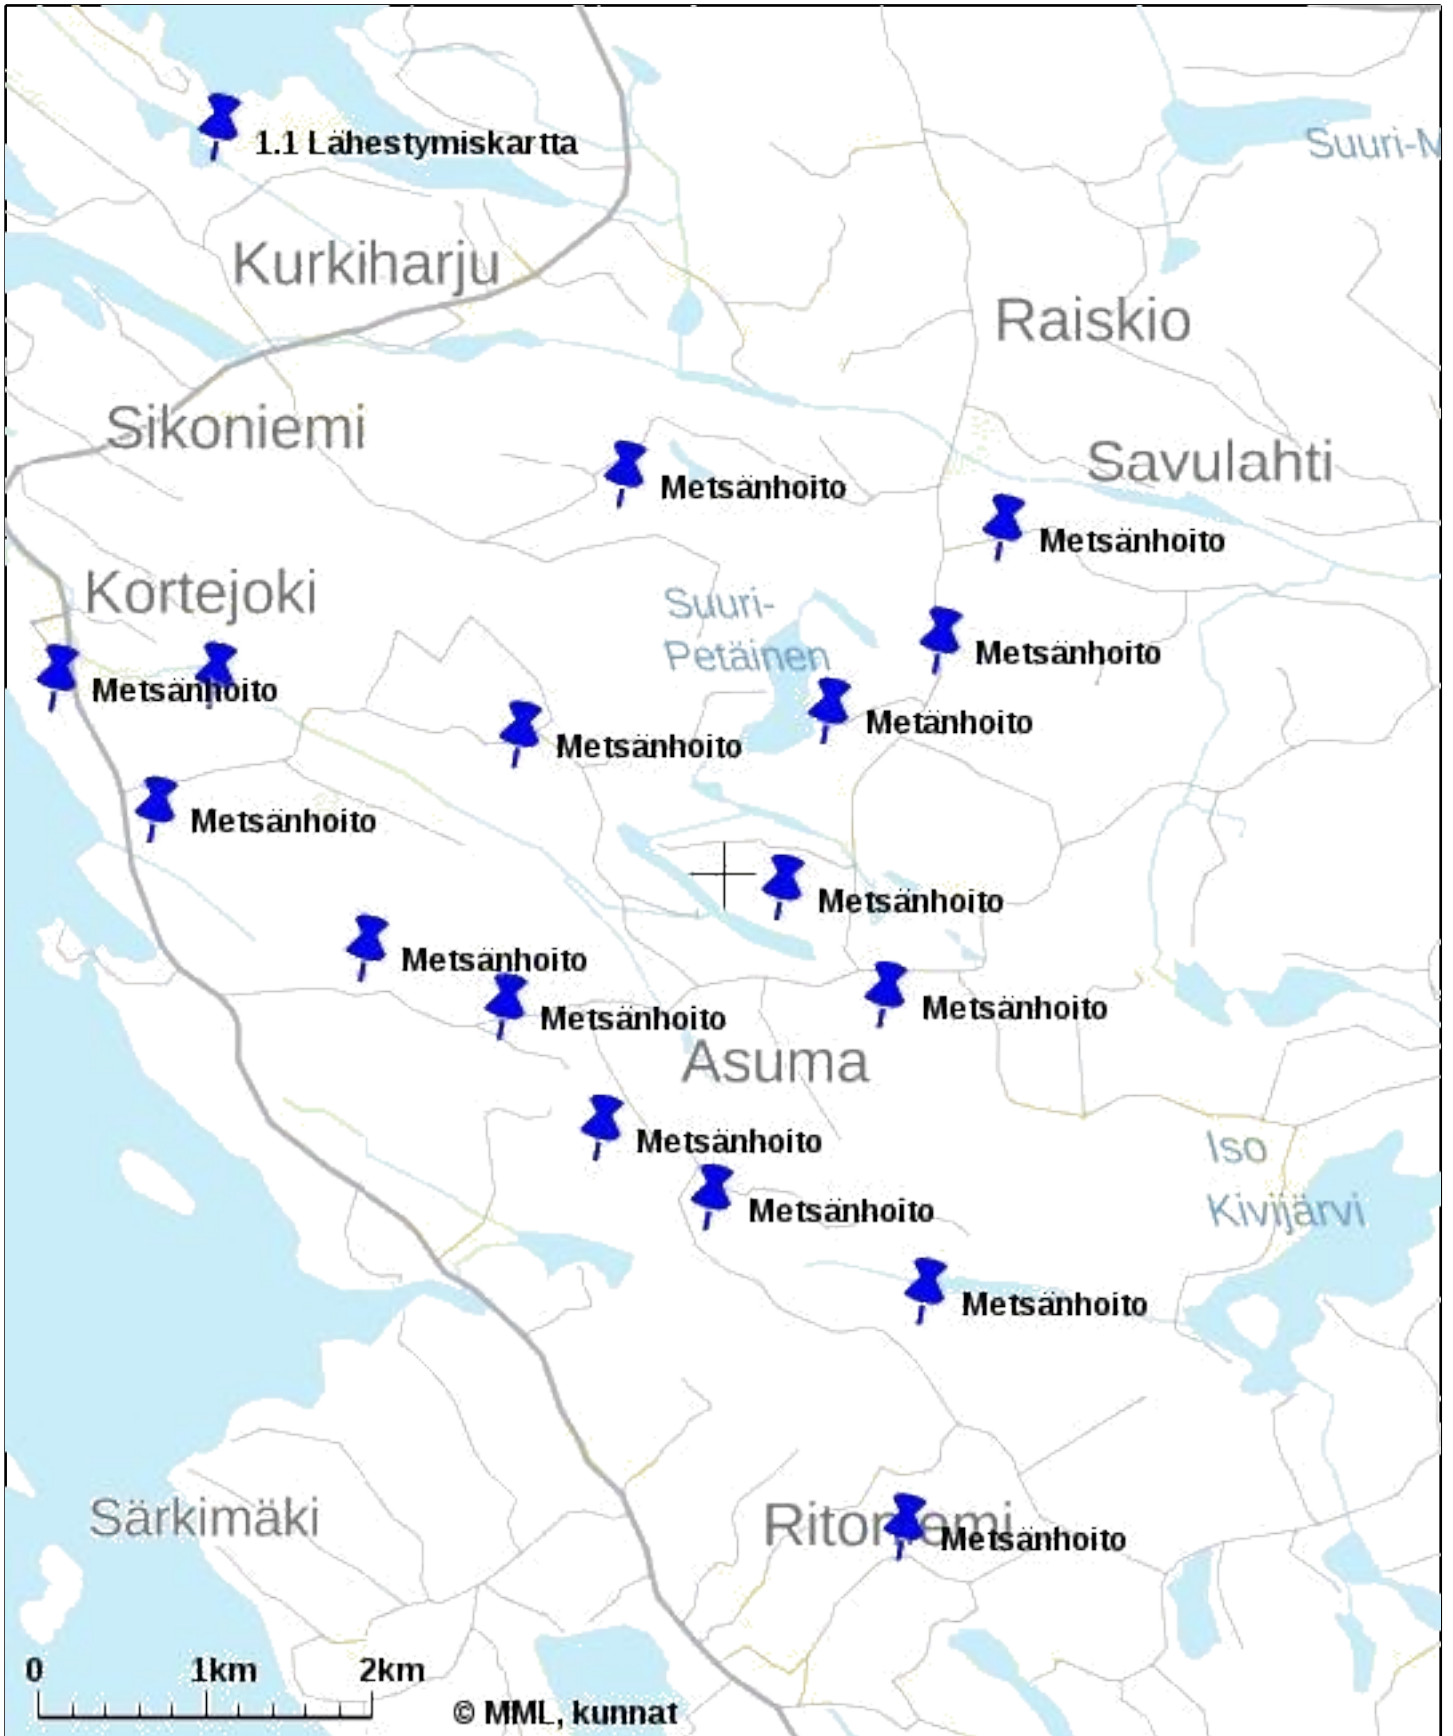 1.1 Lähestymiskartta
Suuri-M
Kurkiharju
Raiskio
Sikoniemi
Savulahti
Metsänhoito
Metsänhoito
Kortejoki
Suuri-
Petäinen
Metsänhoito
Metsänhoito
Metänhoito
Metsänhoito
Metsänhoito
Metsänhoito
Metsänhoito
Metsänhoito
Metsänhoito
Asuma
Metsänhoito
Iso
Kivijärvi
Metsänhoito
Metsänhoito
Särkimäki
Ritoniemi
Metsänhoito
0 1km 2km
© MML, kunnat